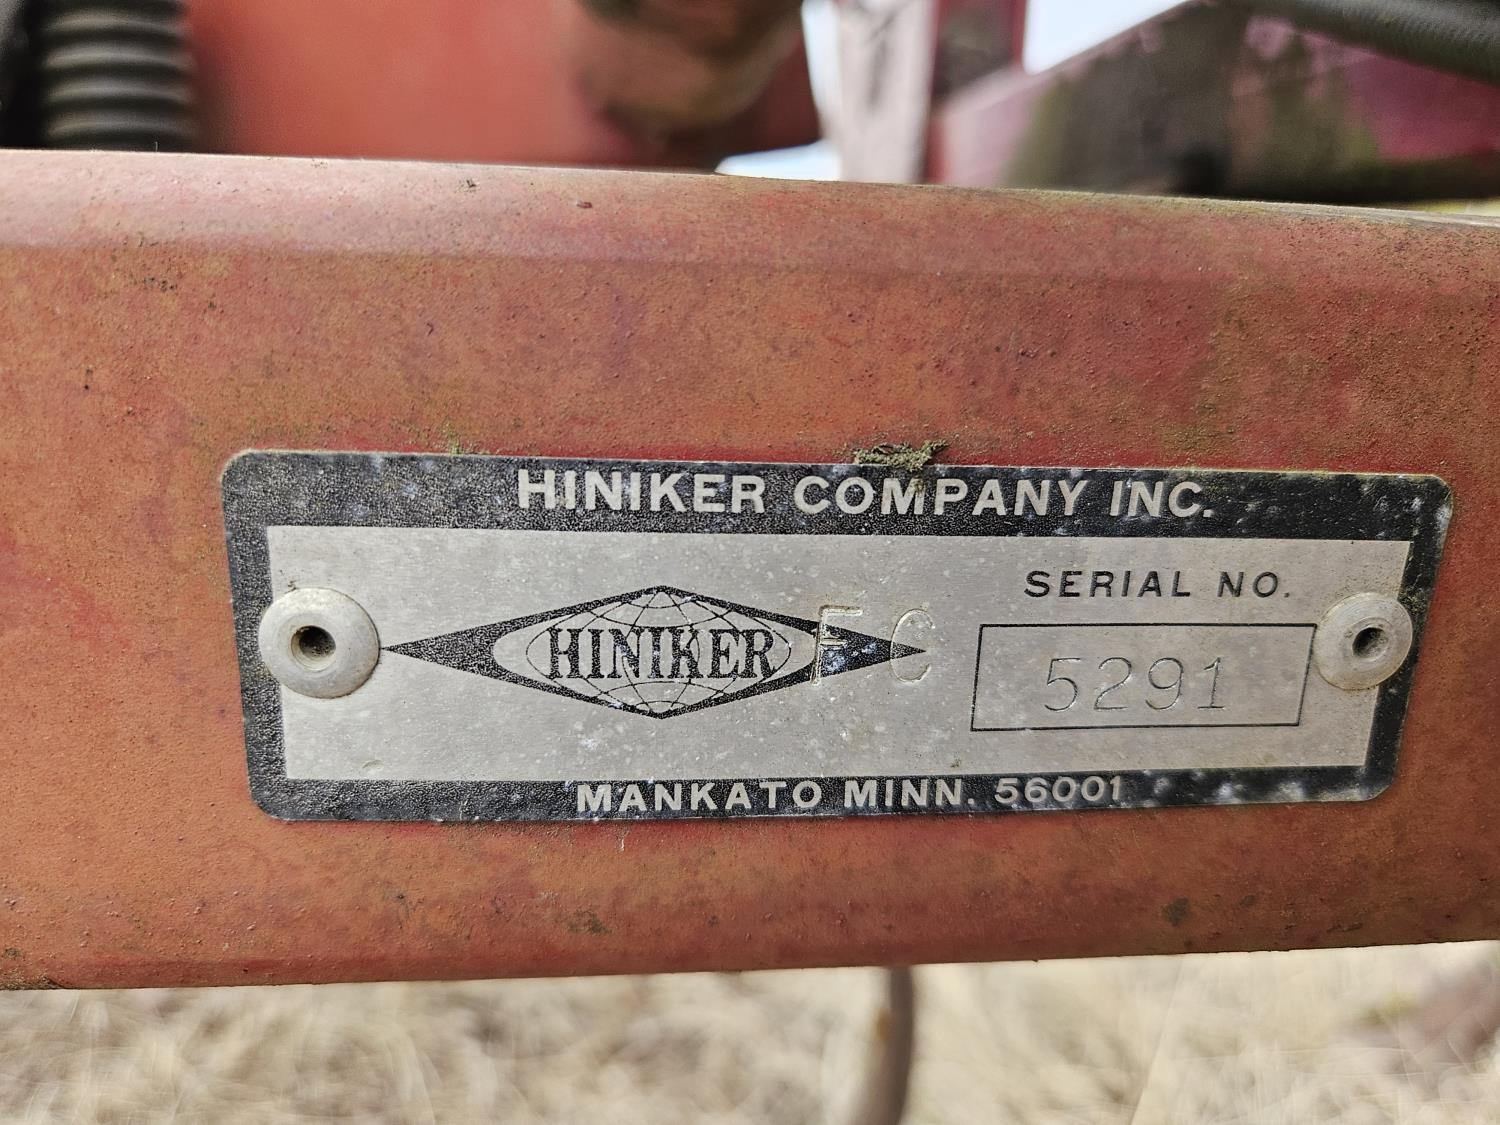 HINIKER COMPANY INC.
SERIAL NO.
HINIKER FC
5291
MANKATO MINN. 56001